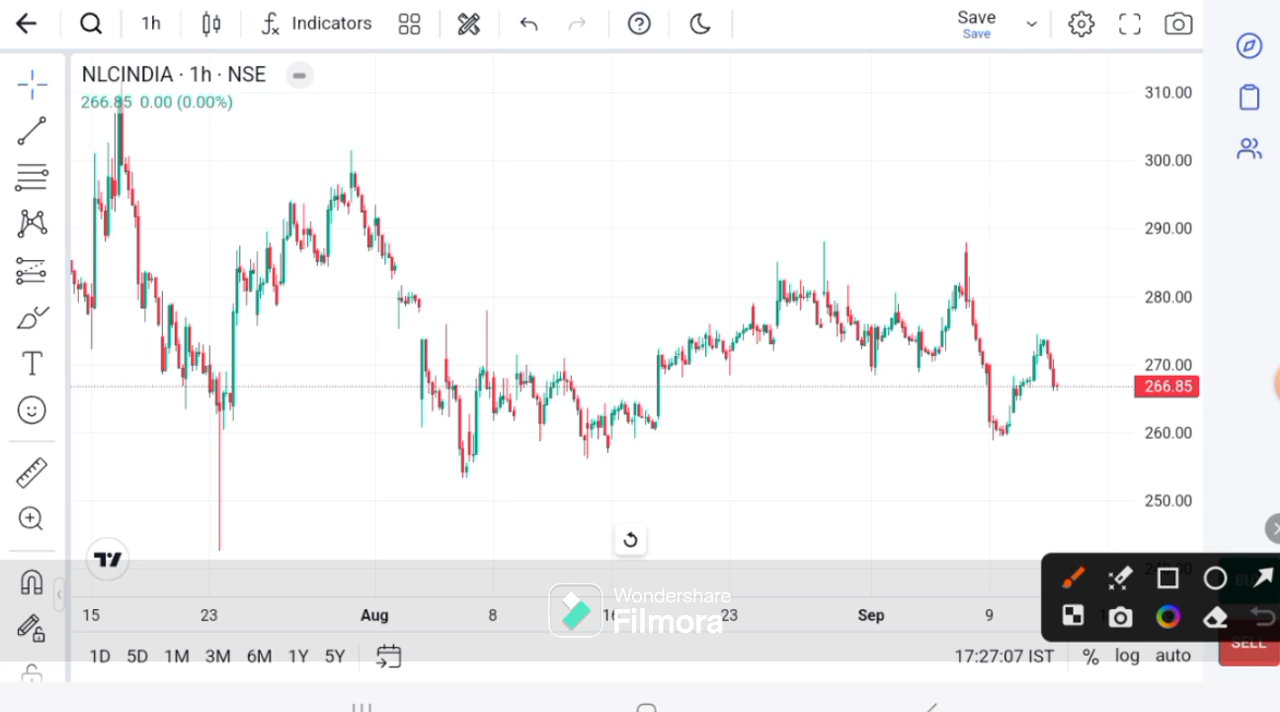 1h
Indicators
Save
Save
NLCINDIA · 1h · NSE
266.85 0.00 (0.00%)
310.00
300.00
290.00
280.00
270.00
266.85
260.00
250.00
Wondershare
Filmora
15 23 Aug 8 16 23 Sep 9
1D 5D 1M 3M 6M 1Y 5Y
17:27:07 IST % log auto
SELL